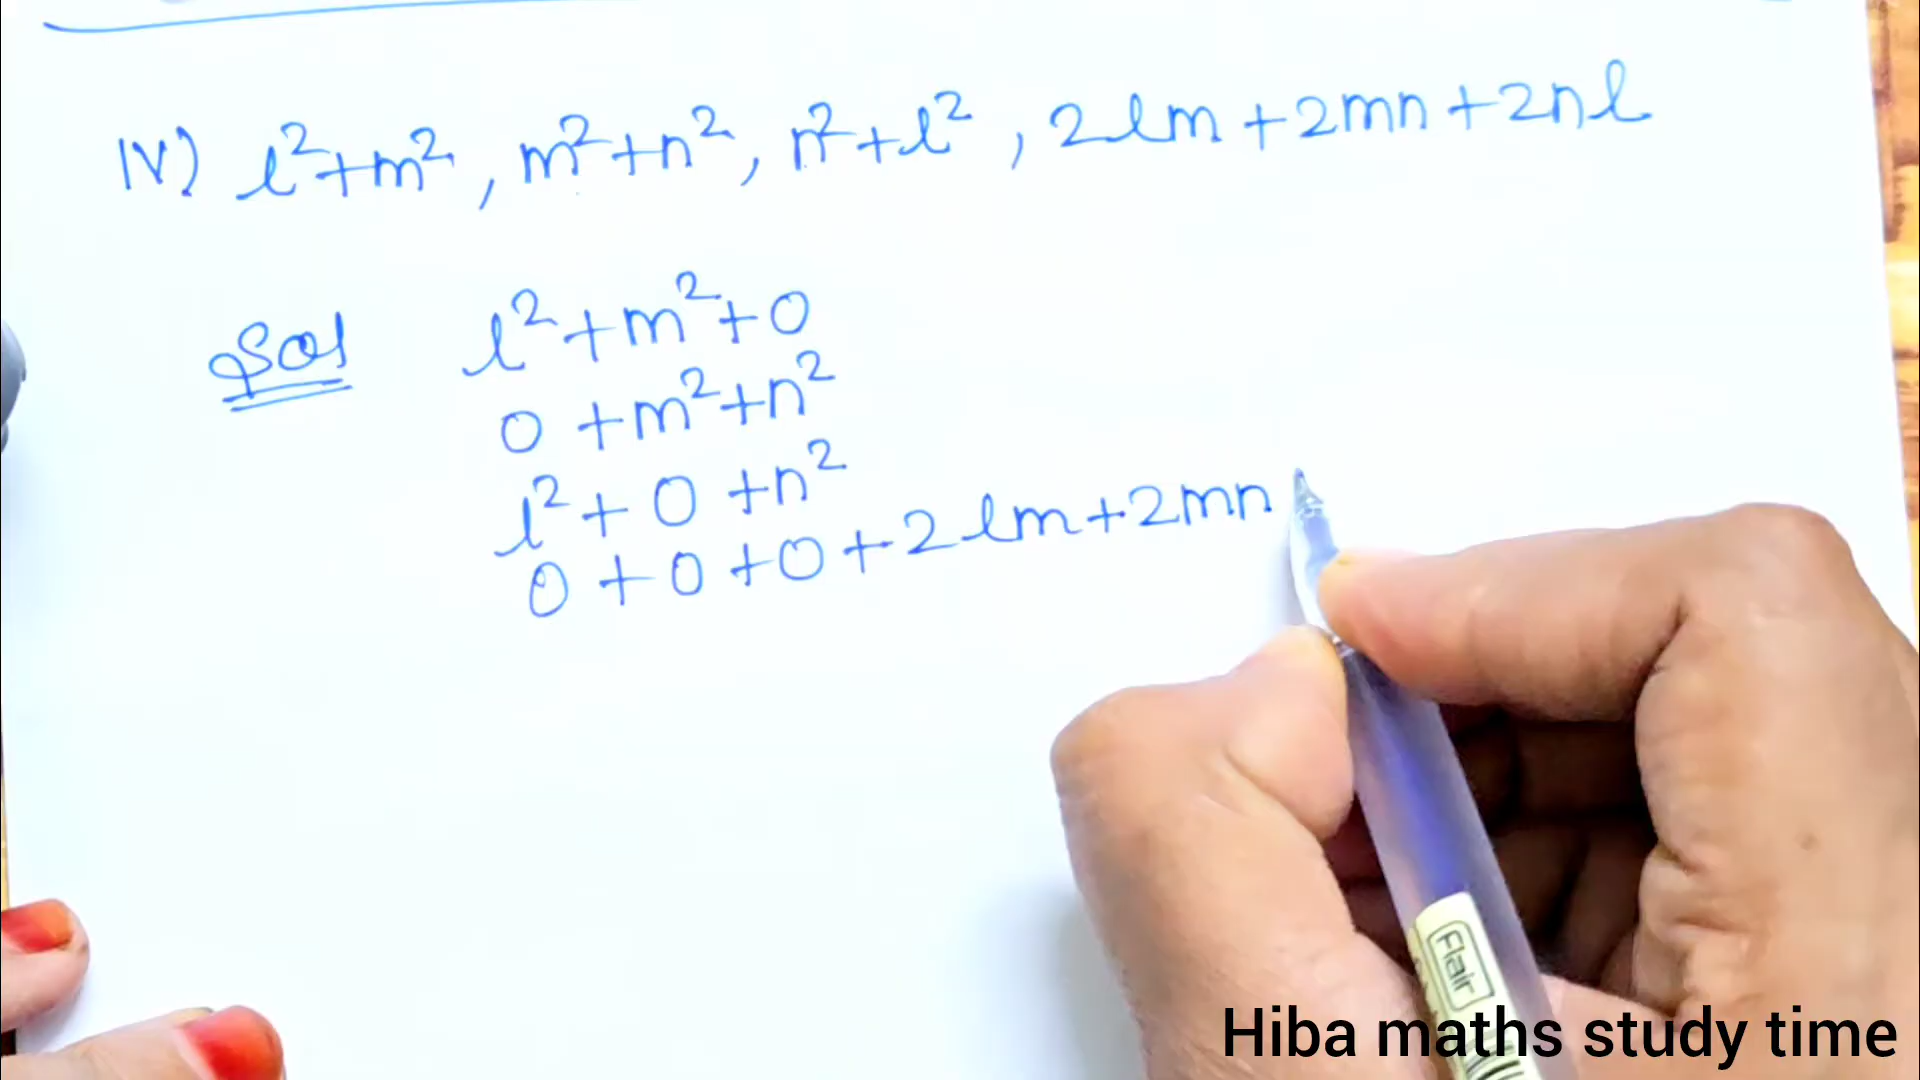 IV) l²+m², m²+n², n²+l², 2lm+2mn+2nl
Sol l²+m²+0
0 +m²+n²
l²+ 0 +n²
0 +0 +0+2lm+2mn
Flair
Hiba maths study time